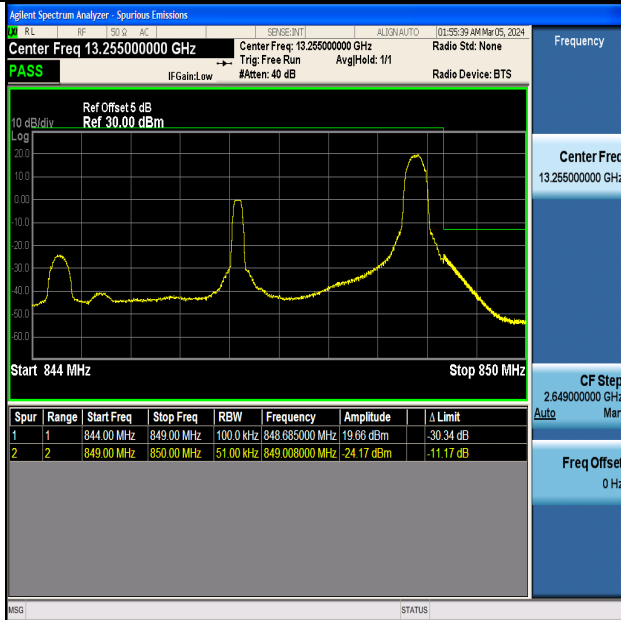 Agilent Spectrum Analyzer - Spurious Emissions
RL RF 50 Ω AC SENSE:INT ALIGN AUTO 01:55:39 AM Mar 05, 2024
Center Freq 13.255000000 GHz Center Freq: 13.255000000 GHz Radio Std: None
Trig: Free Run Avg|Hold: 1/1
PASS IFGain:Low #Atten: 40 dB Radio Device: BTS
Ref Offset 5 dB
10 dB/div Ref 30.00 dBm
Log
20.0
10.0
0.00
-10.0
-20.0
-30.0
-40.0
-50.0
-60.0
Start 844 MHz Stop 850 MHz
Spur Range Start Freq Stop Freq RBW Frequency Amplitude Δ Limit
1 1 844.00 MHz 849.00 MHz 100.0 kHz 848.685000 MHz 19.66 dBm -30.34 dB
2 2 849.00 MHz 850.00 MHz 51.00 kHz 849.008000 MHz -24.17 dBm -11.17 dB
MSG STATUS
Frequency
Center Freq
13.255000000 GHz
CF Step
2.649000000 GHz
Auto Man
Freq Offset
0 Hz